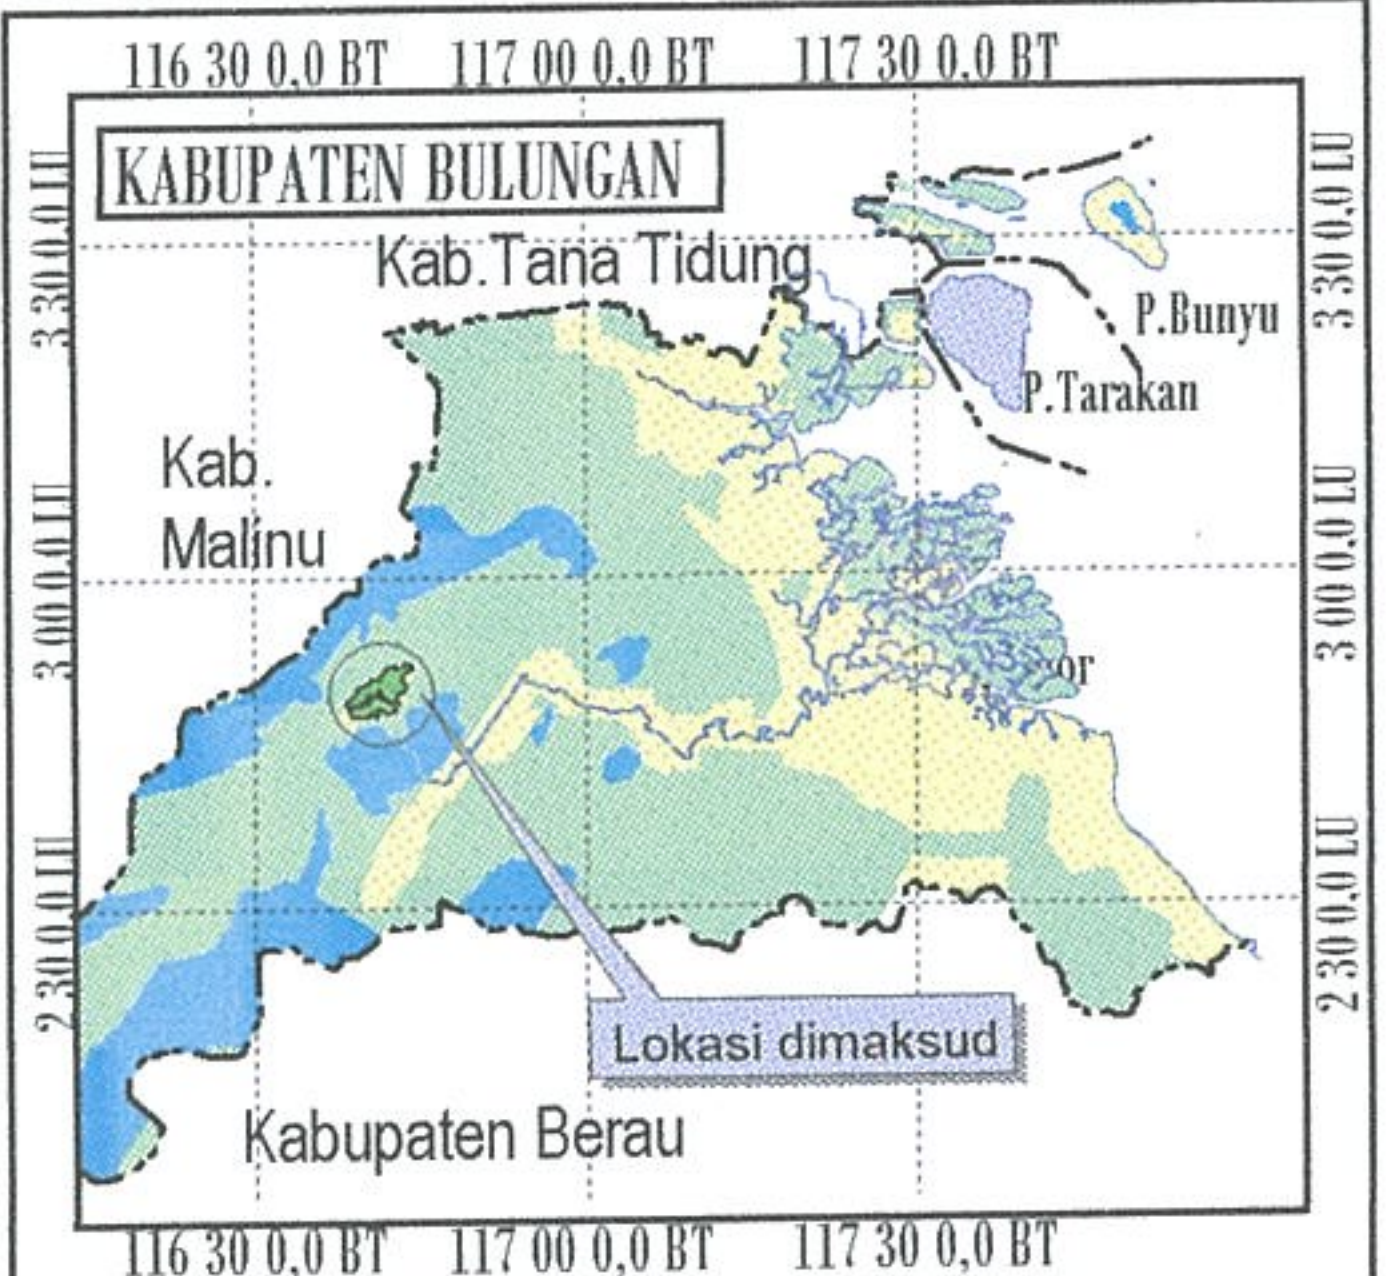 116 30 0,0 BT 117 00 0,0 BT 117 30 0,0 BT
KABUPATEN BULUNGAN
3 30 0,0 LU
3 30 0,0 LU
Kab.Tana Tidung
P.Bunyu
P.Tarakan
Kab.
Malinu
3 00 0,0 LU
3 00 0,0 LU
or
2 30 0,0 LU
2 30 0,0 LU
Lokasi dimaksud
Kabupaten Berau
116 30 0,0 BT 117 00 0,0 BT 117 30 0,0 BT